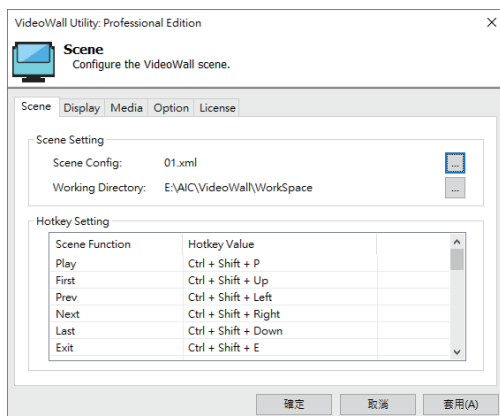 VideoWall Utility: Professional Edition
Scene
Configure the VideoWall scene.
Scene Display Media Option License
Scene Setting
Scene Config: 01.xml ...
Working Directory: E:\AIC\VideoWall\WorkSpace ...
Hotkey Setting
Scene Function Hotkey Value
Play Ctrl + Shift + P
First Ctrl + Shift + Up
Prev Ctrl + Shift + Left
Next Ctrl + Shift + Right
Last Ctrl + Shift + Down
Exit Ctrl + Shift + E
確定 取消 套用(A)